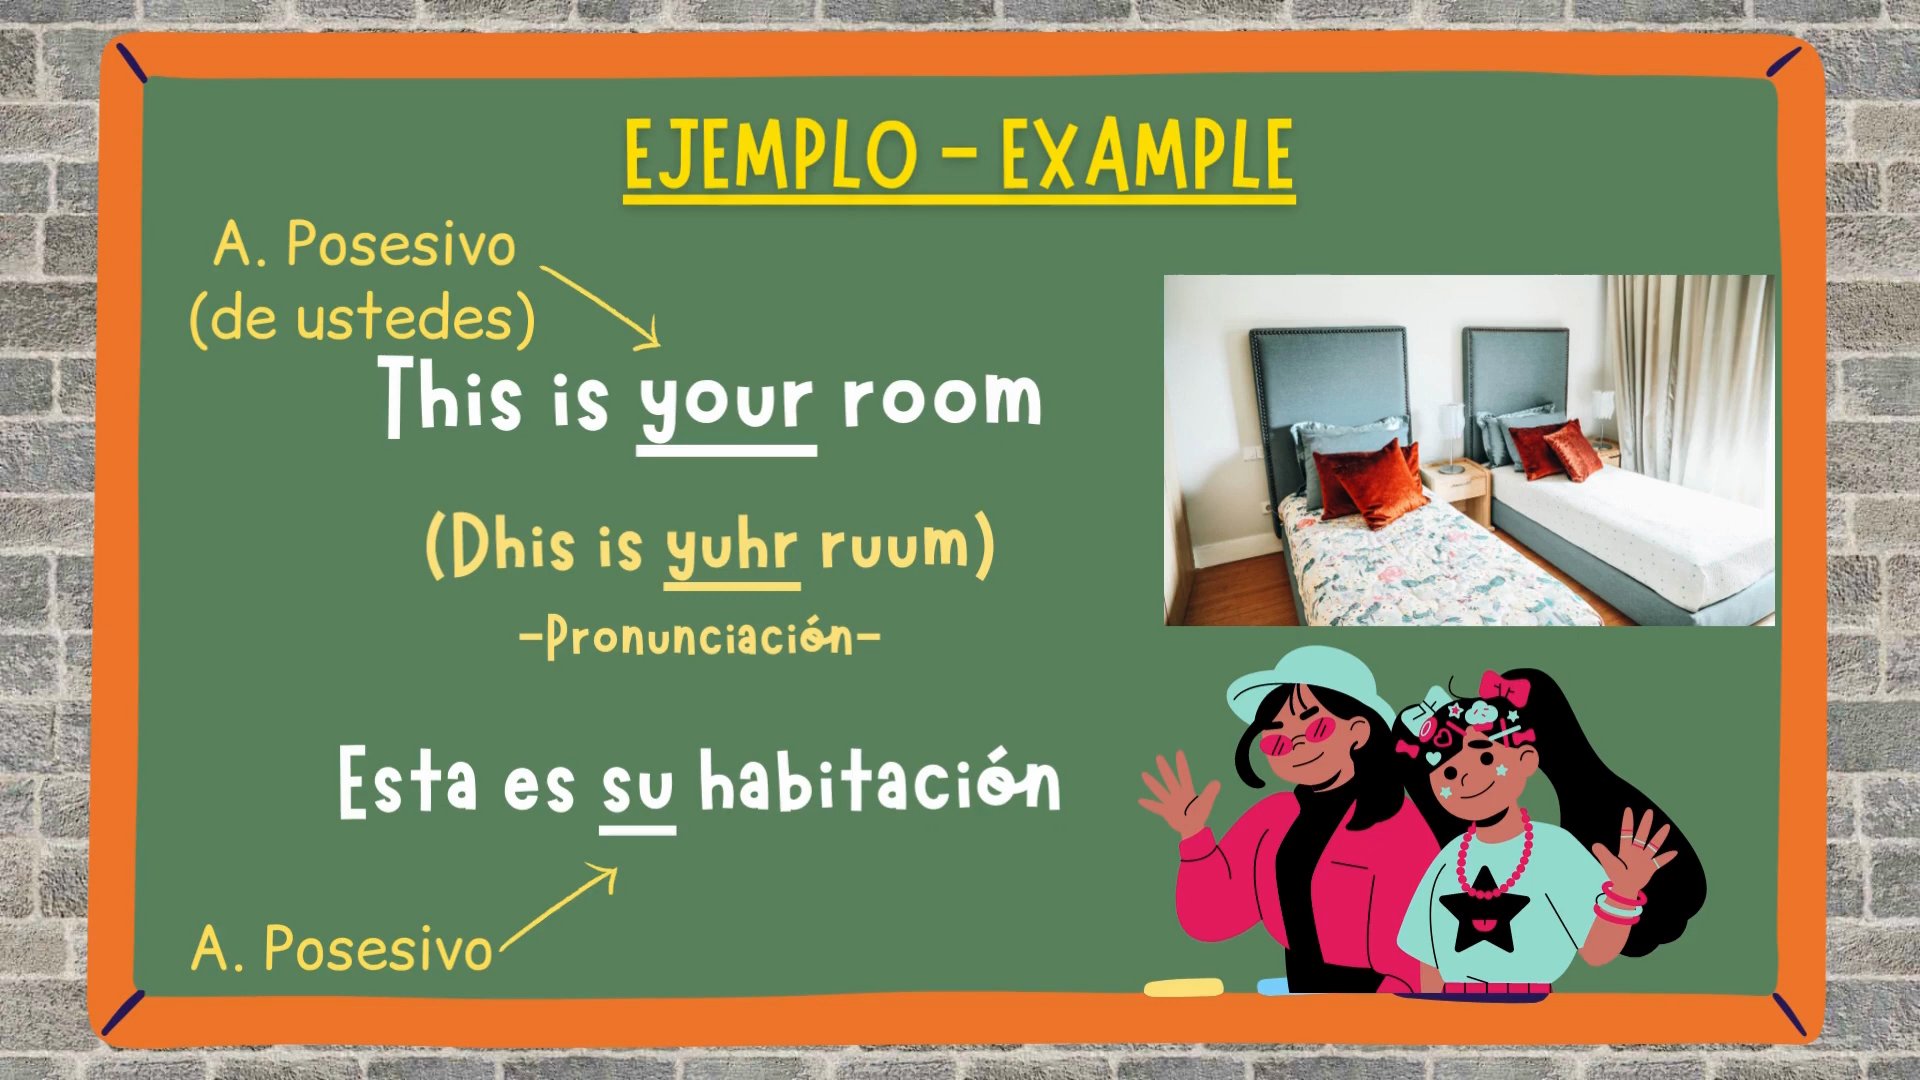 EJEMPLO - EXAMPLE
A. Posesivo
(de ustedes)
This is your room
(Dhis is yuhr ruum)
-Pronunciación-
Esta es su habitación
A. Posesivo